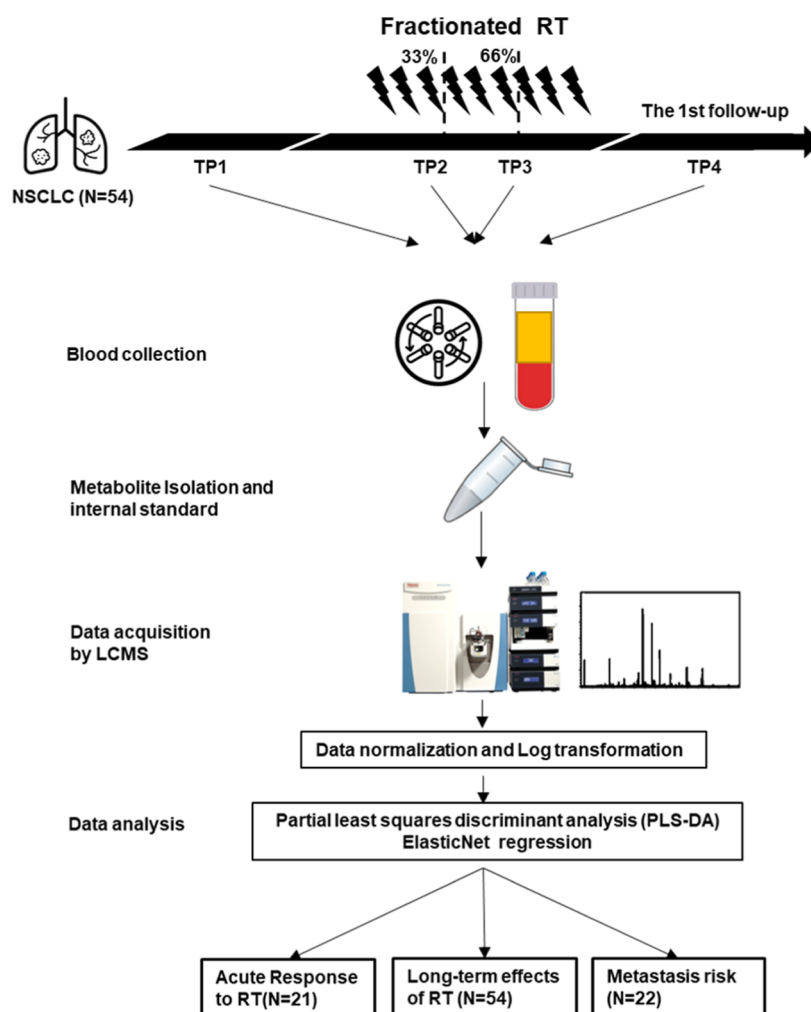 Fractionated RT
33% 66%
The 1st follow-up
TP1 TP2 TP3 TP4
NSCLC (N=54)
Blood collection
Metabolite Isolation and
internal standard
Data acquisition
by LCMS
Data normalization and Log transformation
Data analysis
Partial least squares discriminant analysis (PLS-DA)
ElasticNet regression
Acute Response
to RT(N=21)
Long-term effects
of RT (N=54)
Metastasis risk
(N=22)